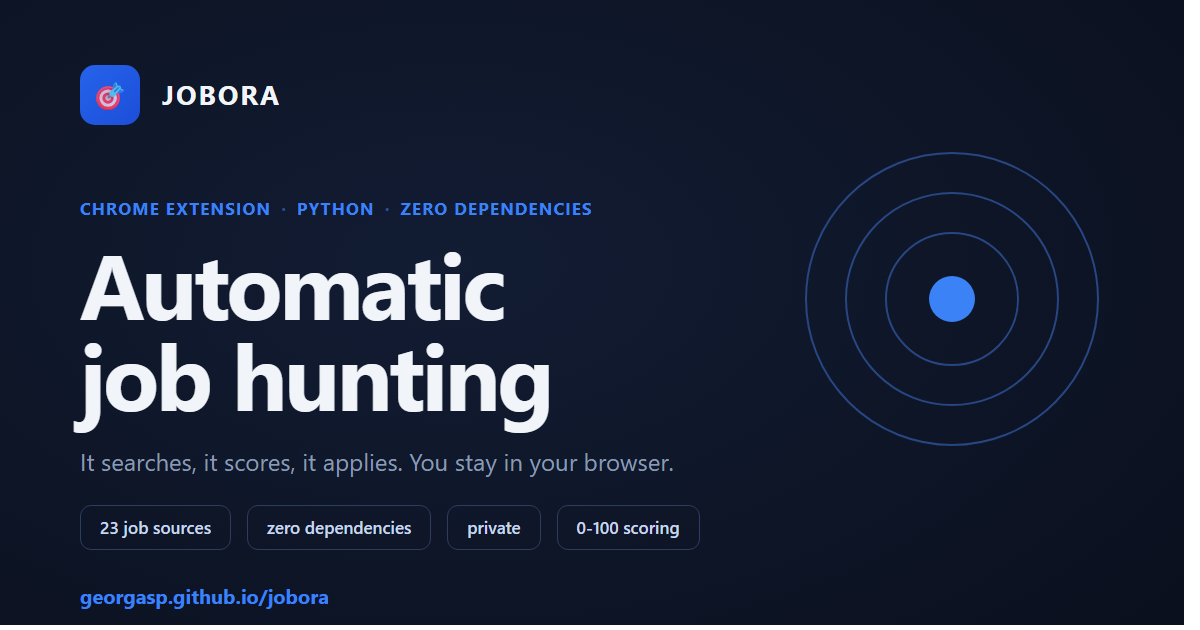 JOBORA
CHROME EXTENSION · PYTHON · ZERO DEPENDENCIES
Automatic
job hunting
It searches, it scores, it applies. You stay in your browser.
23 job sources
zero dependencies
private
0-100 scoring
georgasp.github.io/jobora